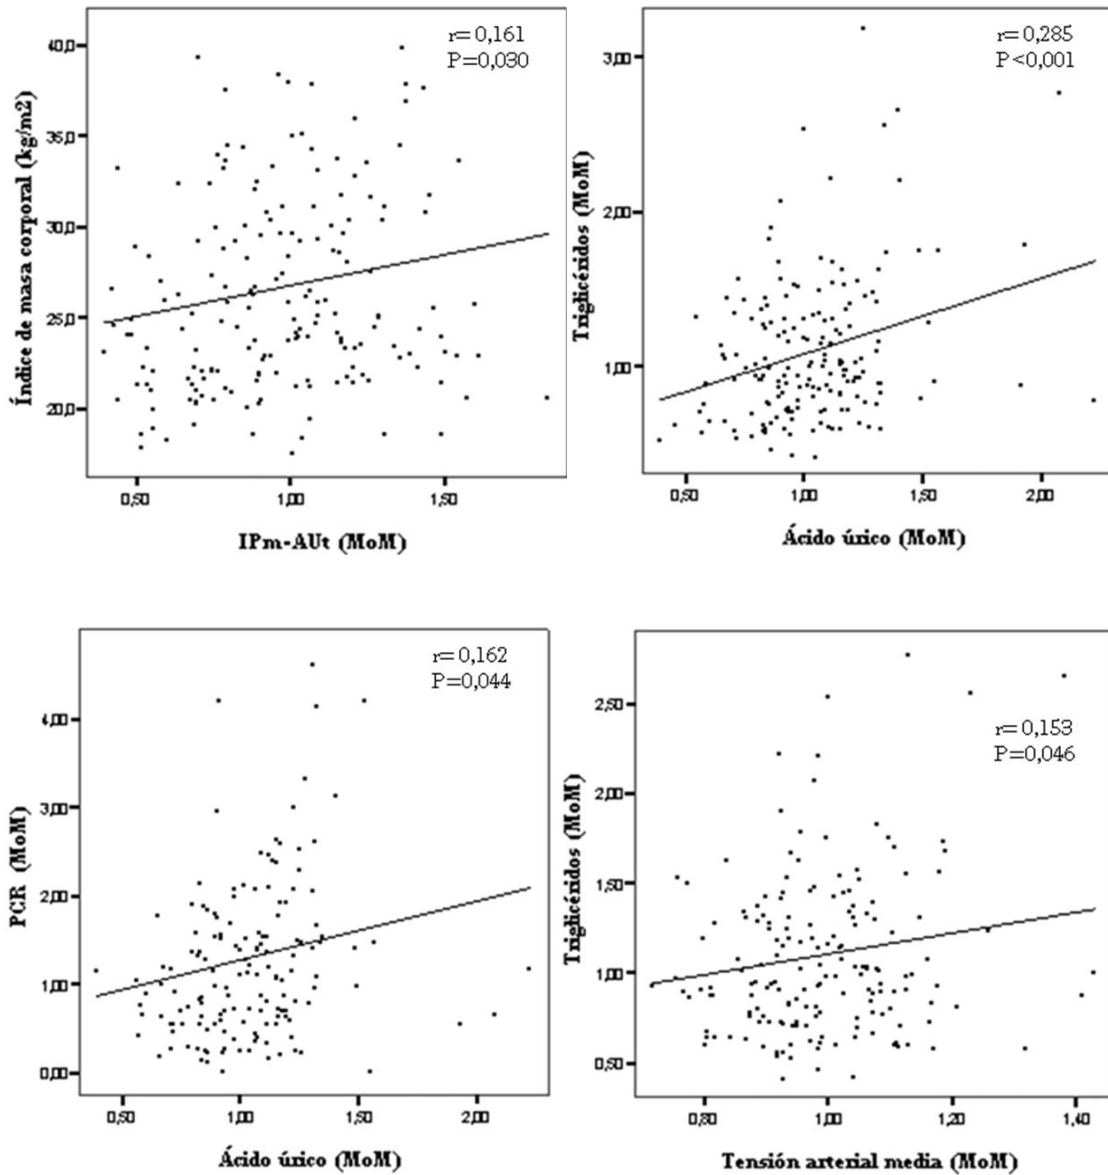 r= 0,161
P=0,030
Índice de masa corporal (kg/m2)
40,0
35,0
30,0
25,0
20,0
0,50 1,00 1,50
IPm-AUt (MoM)
r= 0,285
P<0,001
Triglicéridos (MoM)
3,00
2,00
1,00
0,50 1,00 1,50 2,00
Ácido úrico (MoM)
r= 0,162
P=0,044
PCR (MoM)
4,00
3,00
2,00
1,00
0,00
0,50 1,00 1,50 2,00
Ácido úrico (MoM)
r= 0,153
P=0,046
Triglicéridos (MoM)
2,50
2,00
1,50
1,00
0,50
0,80 1,00 1,20 1,40
Tensión arterial media (MoM)